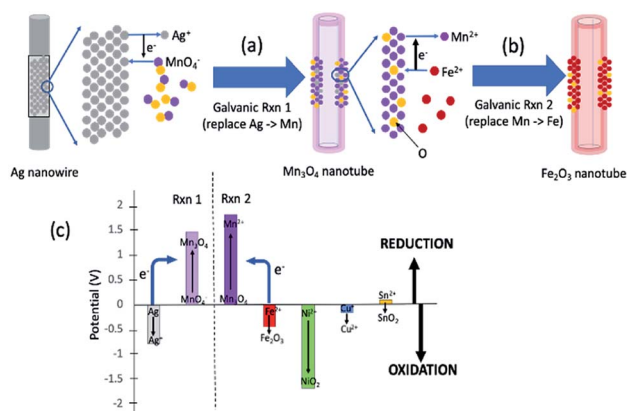 Ag⁺
e⁻
MnO₄⁻
Ag nanowire
(a)
Galvanic Rxn 1
(replace Ag -> Mn)
Mn₃O₄ nanotube
Mn²⁺
e⁻
Fe²⁺
O
(b)
Galvanic Rxn 2
(replace Mn -> Fe)
Fe₂O₃ nanotube
(c)
Rxn 1
Rxn 2
Potential (V)
2
1.5
1
0.5
0
-0.5
-1
-1.5
-2
e⁻
Ag
Ag⁺
Mn₃O₄
MnO₄⁻
Mn²⁺
Mn₃O₄
e⁻
Fe²⁺
Fe₂O₃
Ni²⁺
NiO₂
Cu⁺
Cu²⁺
Sn²⁺
SnO₂
REDUCTION
OXIDATION